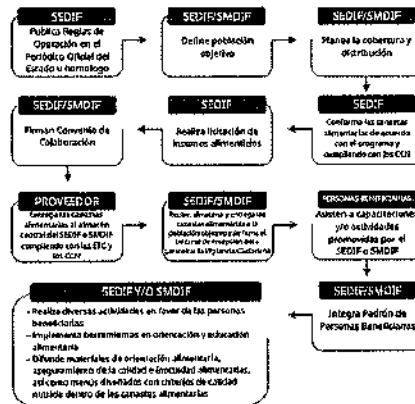 SEDIF
Publica Reglas de
Operación en el
Periódico Oficial del
Estado u homologo
SEDIF/SMDIF
Define población
objetivo
SEDIF/SMDIF
Planea la cobertura y
distribución
SEDIF/SMDIF
Firman Convenio de
Colaboración
SEDIF
Realiza licitación de
insumos alimenticios
SEDIF
Conforma las canastas
alimentarias de acuerdo
con el programa y
cumpliendo con los CCN
PROVEEDOR
Entrega las canastas
alimentarias al almacén
central del SEDIF o SMDIF
cumpliendo con las ETC y
los CCN
SEDIF/SMDIF
alimentarias a la
PERSONAS BENEFICIARIAS
Asisten a capacitaciones
y/o actividades
promovidas por el
SEDIF o SMDIF
SEDIF Y/O SMDIF
- Realiza diversas actividades en favor de las personas
beneficiarias
- Implementa herramientas en orientación y educación
alimentaria
- Difunde materiales de orientación alimentaria,
aseguramiento de la calidad e inocuidad alimentarias,
así como menús diseñados con criterios de calidad
nutricia dentro de las canastas alimentarias
SEDIF/SMDIF
Integra Padrón de
Personas Beneficiarias